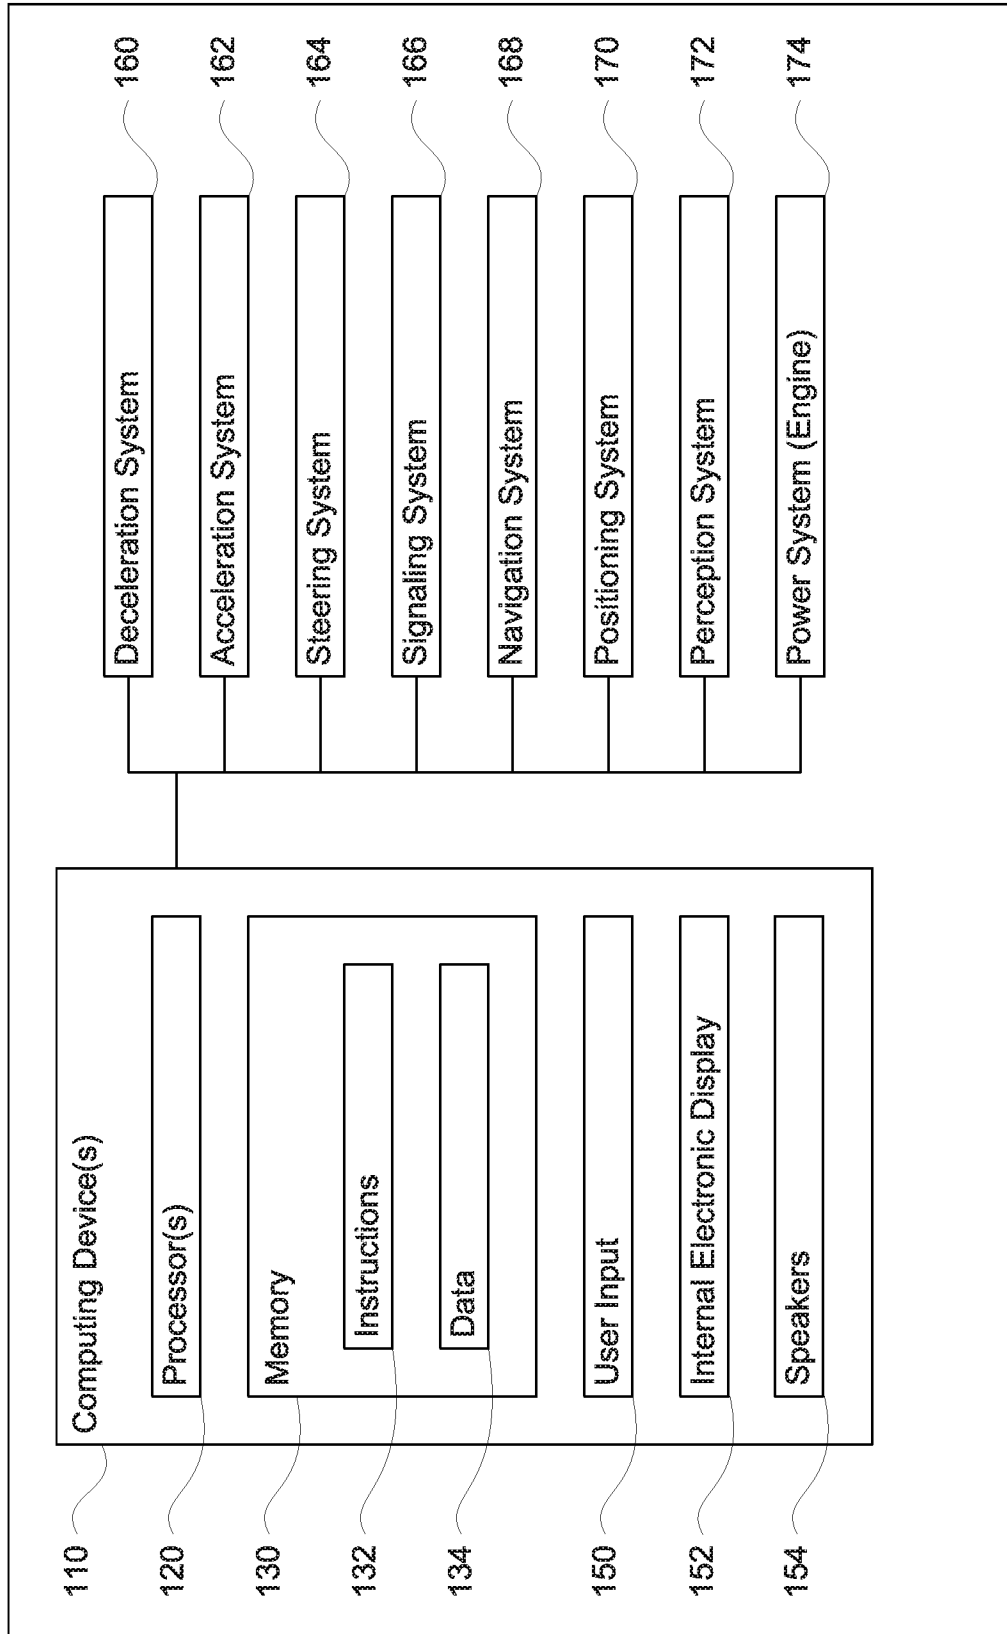 110
Computing Device(s)
120
Processor(s)
130
Memory
132
Instructions
134
Data
150
User Input
152
Internal Electronic Display
154
Speakers
Deceleration System
160
Acceleration System
162
Steering System
164
Signaling System
166
Navigation System
168
Positioning System
170
Perception System
172
Power System (Engine)
174